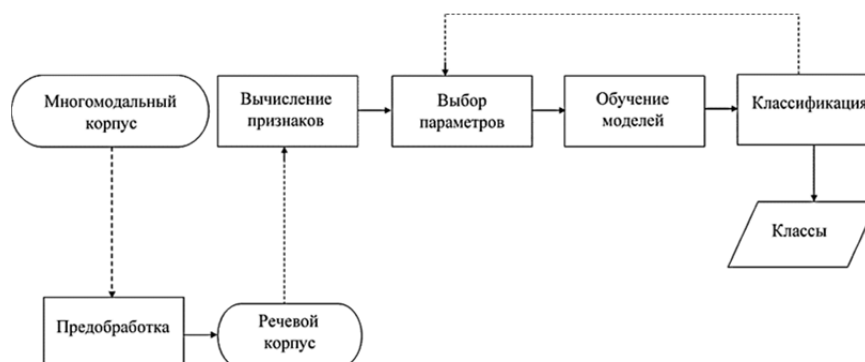 Многомодальный
корпус
Вычисление
признаков
Выбор
параметров
Обучение
моделей
Классификация
Классы
Предобработка
Речевой
корпус